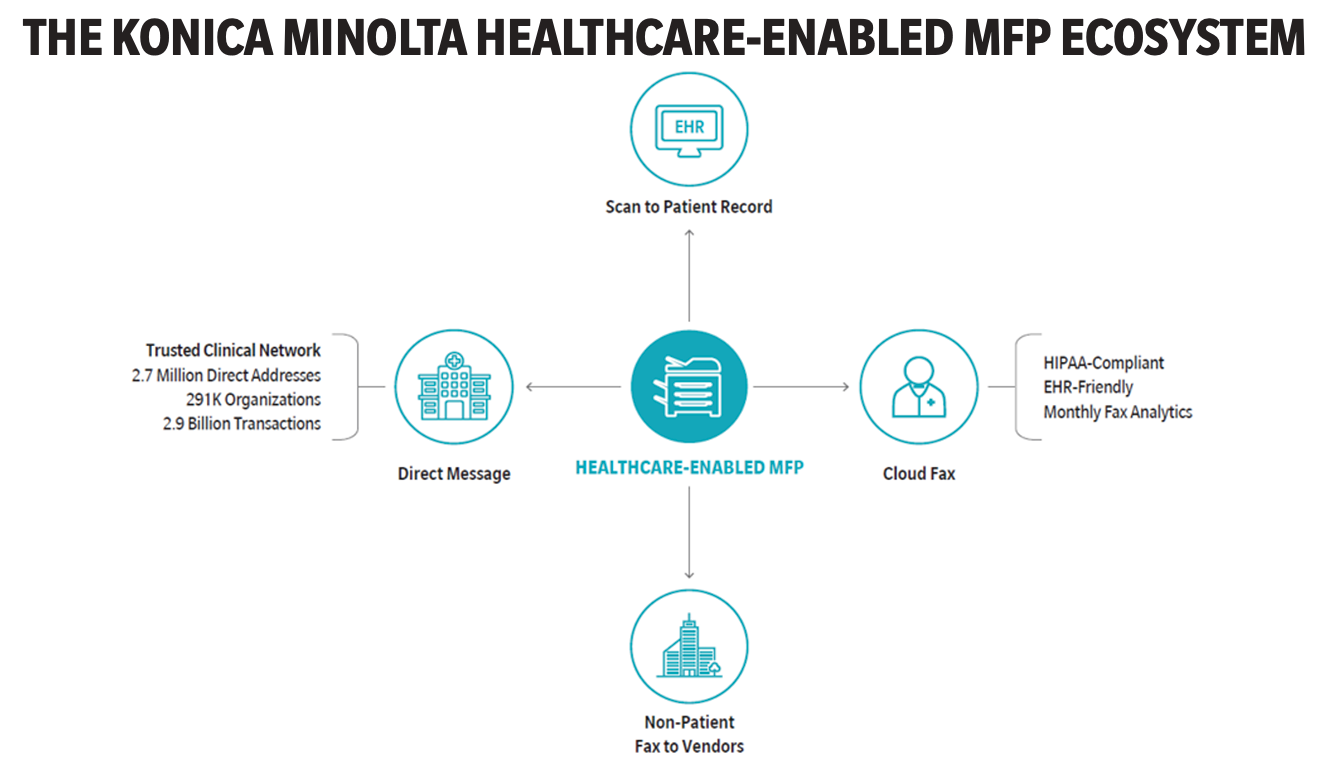 THE KONICA MINOLTA HEALTHCARE-ENABLED MFP ECOSYSTEM
EHR
Scan to Patient Record
Trusted Clinical Network
2.7 Million Direct Addresses
291K Organizations
2.9 Billion Transactions
Direct Message
HEALTHCARE-ENABLED MFP
Cloud Fax
HIPAA-Compliant
EHR-Friendly
Monthly Fax Analytics
Non-Patient
Fax to Vendors